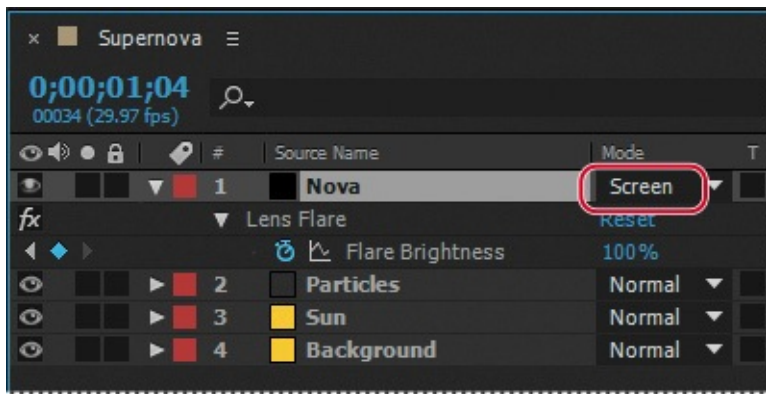 × Supernova ≡
0;00;01;04
00034 (29.97 fps)
# Source Name Mode T
1 Nova Screen
fx Lens Flare Reset
Flare Brightness 100%
2 Particles Normal
3 Sun Normal
4 Background Normal